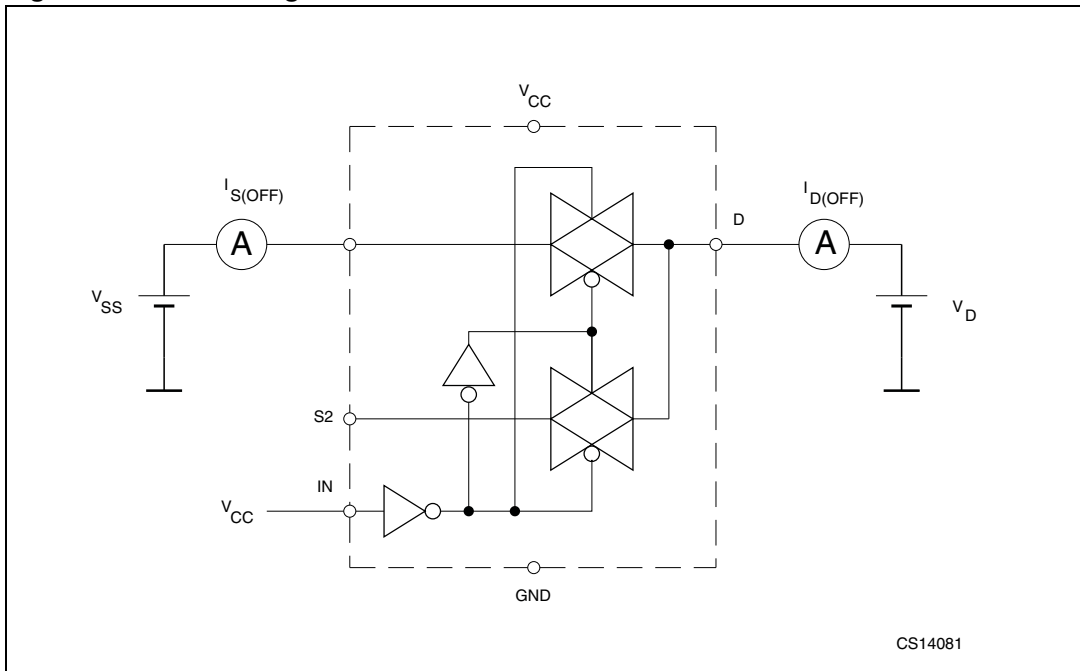 V_CC
I_S(OFF)
I_D(OFF)
D
A
A
V_SS
V_D
S2
IN
V_CC
GND
CS14081